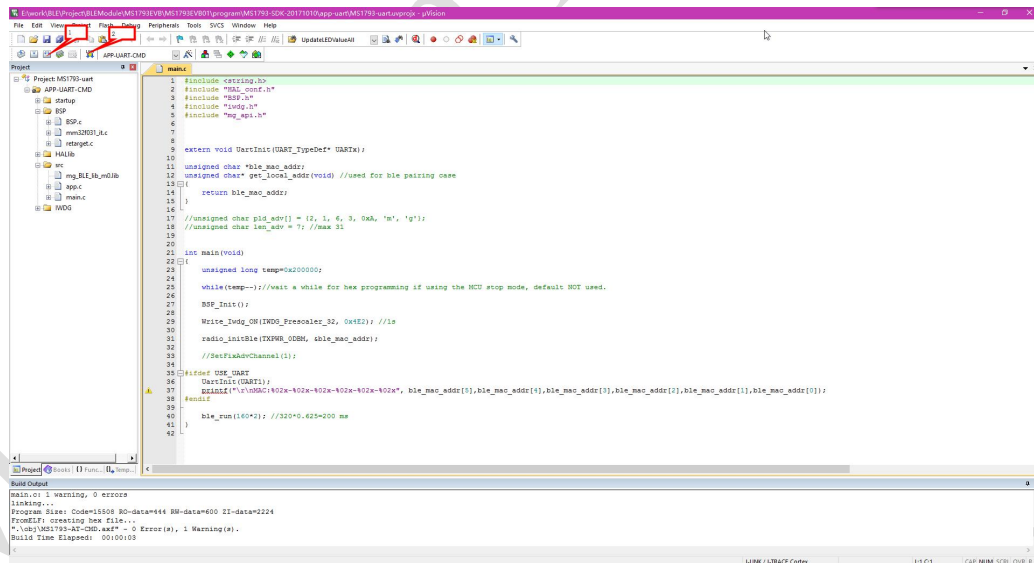 E:\work\BLE\Project\BLEModule\MS1793EVB\MS1793EVB01\program\MS1793-SDK-20171010\app-uart\MS1793-uart.uvprojx - µVision
File Edit View Project Flash Debug Peripherals Tools SVCS Window Help
1 2
UpdateLEDValueAll
APP-UART-CMD
Project
main.c
Project: MS1793-uart
APP-UART-CMD
startup
BSP
BSP.c
mm32f031_it.c
retarget.c
HALlib
src
mg_BLE_lib_m0.lib
app.c
main.c
IWDG
1 #include <string.h>
2 #include "HAL_conf.h"
3 #include "BSP.h"
4 #include "iwdg.h"
5 #include "mg_api.h"
6
7
8
9 extern void UartInit(UART_TypeDef* UARTx);
10
11 unsigned char *ble_mac_addr;
12 unsigned char* get_local_addr(void) //used for ble pairing case
13 {
14 return ble_mac_addr;
15 }
16
17 //unsigned char pld_adv[] = {2, 1, 6, 3, 0xA, 'm', 'g'};
18 //unsigned char len_adv = 7; //max 31
19
20
21 int main(void)
22 {
23 unsigned long temp=0x200000;
24
25 while(temp--);//wait a while for hex programming if using the MCU stop mode, default NOT used.
26
27 BSP_Init();
28
29 Write_Iwdg_ON(IWDG_Prescaler_32, 0x4E2); //1s
30
31 radio_initBle(TXPWR_0DBM, &ble_mac_addr);
32
33 //SetFixAdvChannel(1);
34
35 #ifdef USE_UART
36 UartInit(UART1);
37 printf("\r\nMAC:%02x-%02x-%02x-%02x-%02x-%02x", ble_mac_addr[5],ble_mac_addr[4],ble_mac_addr[3],ble_mac_addr[2],ble_mac_addr[1],ble_mac_addr[0]);
38 #endif
39
40 ble_run(160*2); //320*0.625=200 ms
41 }
42
Project Books {} Func... Temp...
Build Output
main.c: 1 warning, 0 errors
linking...
Program Size: Code=15508 RO-data=444 RW-data=600 ZI-data=2224
FromELF: creating hex file...
".\obj\MS1793-AT-CMD.axf" - 0 Error(s), 1 Warning(s).
Build Time Elapsed: 00:00:03
J-LINK / J-TRACE Cortex L:1 C:1 CAP NUM SCRL OVR R